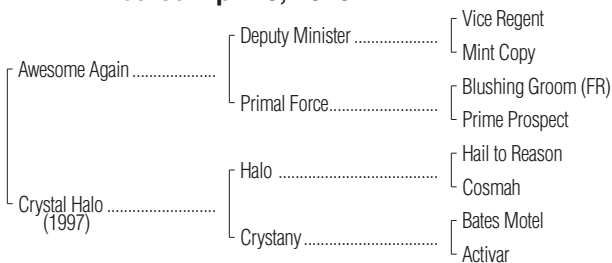 Vice Regent
Deputy Minister ....................
Mint Copy
Awesome Again ....................
Blushing Groom (FR)
Primal Force..........................
Prime Prospect
Hail to Reason
Halo ......................................
Cosmah
Crystal Halo ..........................
(1997)
Bates Motel
Crystany................................
Activar